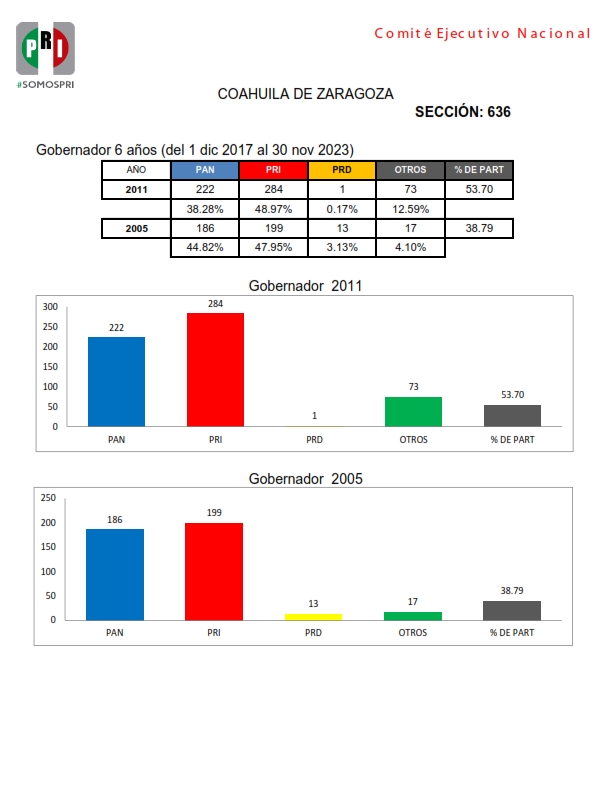 Comité Ejecutivo Nacional
PRI
#SOMOSPRI
COAHUILA DE ZARAGOZA
SECCIÓN: 636
Gobernador 6 años (del 1 dic 2017 al 30 nov 2023)
AÑO PAN PRI PRD OTROS % DE PART
2011 222 284 1 73 53.70
38.28% 48.97% 0.17% 12.59%
2005 186 199 13 17 38.79
44.82% 47.95% 3.13% 4.10%
Gobernador 2011
300
250
200
150
100
50
0
222
284
1
73
53.70
PAN PRI PRD OTROS % DE PART
Gobernador 2005
250
200
150
100
50
0
186
199
13
17
38.79
PAN PRI PRD OTROS % DE PART